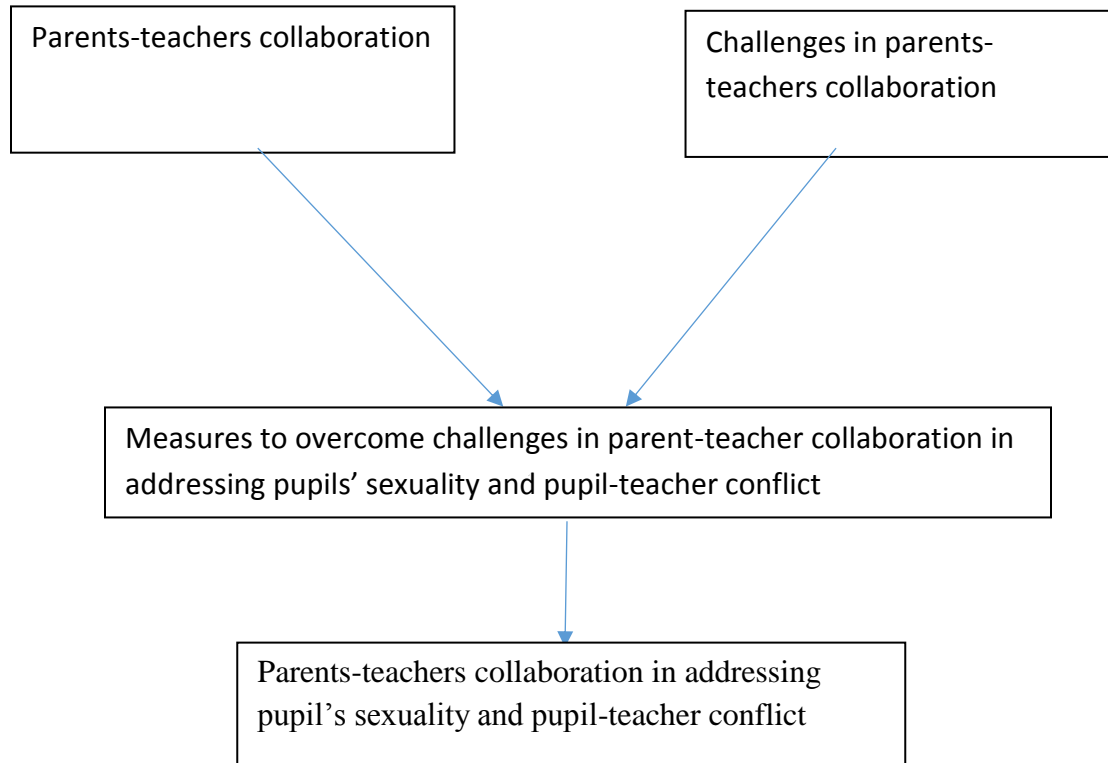 Parents-teachers collaboration
Challenges in parents-
teachers collaboration
Measures to overcome challenges in parent-teacher collaboration in
addressing pupils’ sexuality and pupil-teacher conflict
Parents-teachers collaboration in addressing
pupil’s sexuality and pupil-teacher conflict